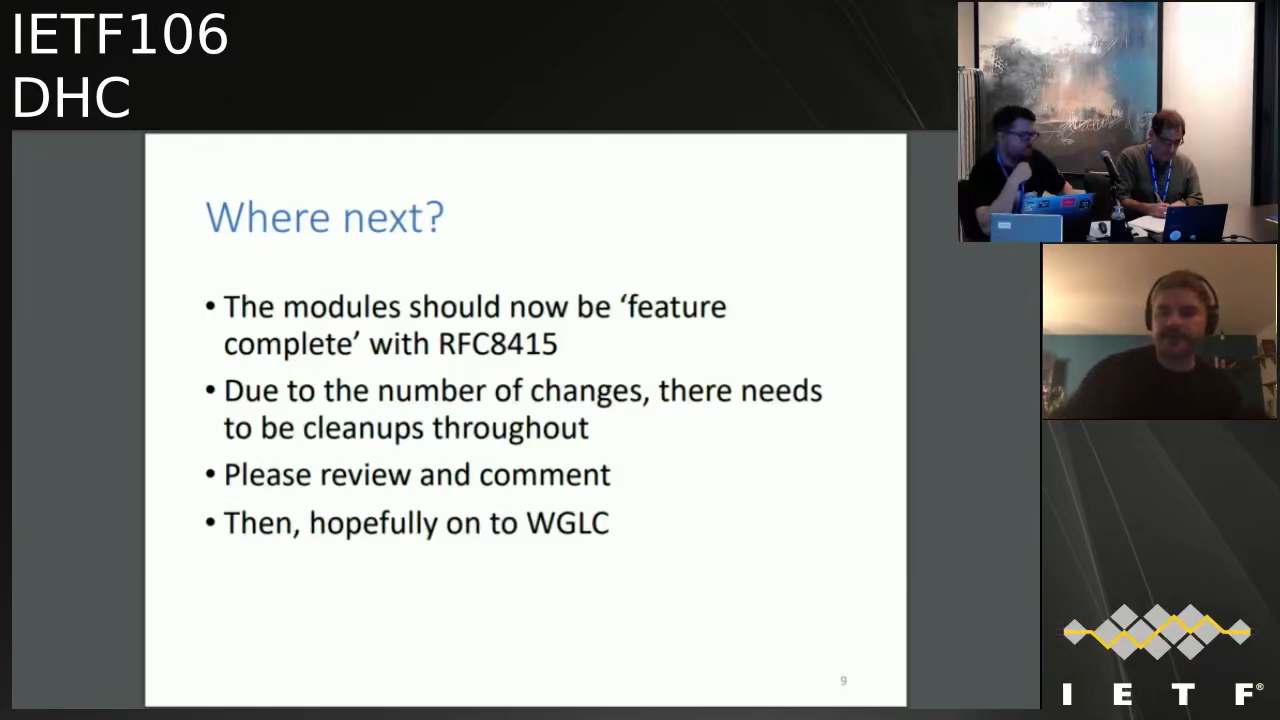 IETF106
DHC
Where next?
• The modules should now be ‘feature
complete’ with RFC8415
• Due to the number of changes, there needs
to be cleanups throughout
• Please review and comment
• Then, hopefully on to WGLC
9
I E T F®